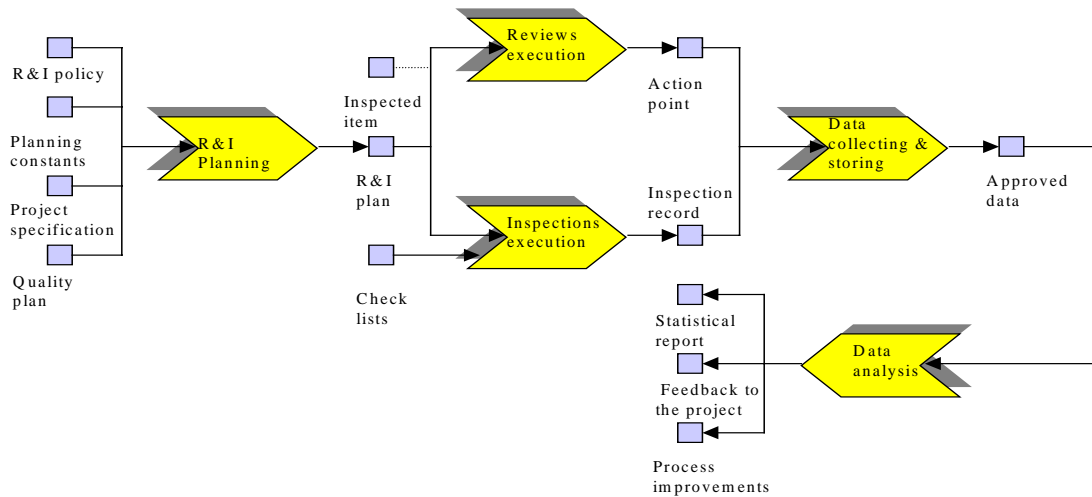 R&I policy
Planning
constants
Project
specification
Quality
plan
R&I
Planning
Inspected
item
R&I
plan
Check
lists
Reviews
execution
Inspections
execution
Action
point
Inspection
record
Data
collecting &
storing
Approved
data
Data
analysis
Statistical
report
Feedback to
the project
Process
improvements